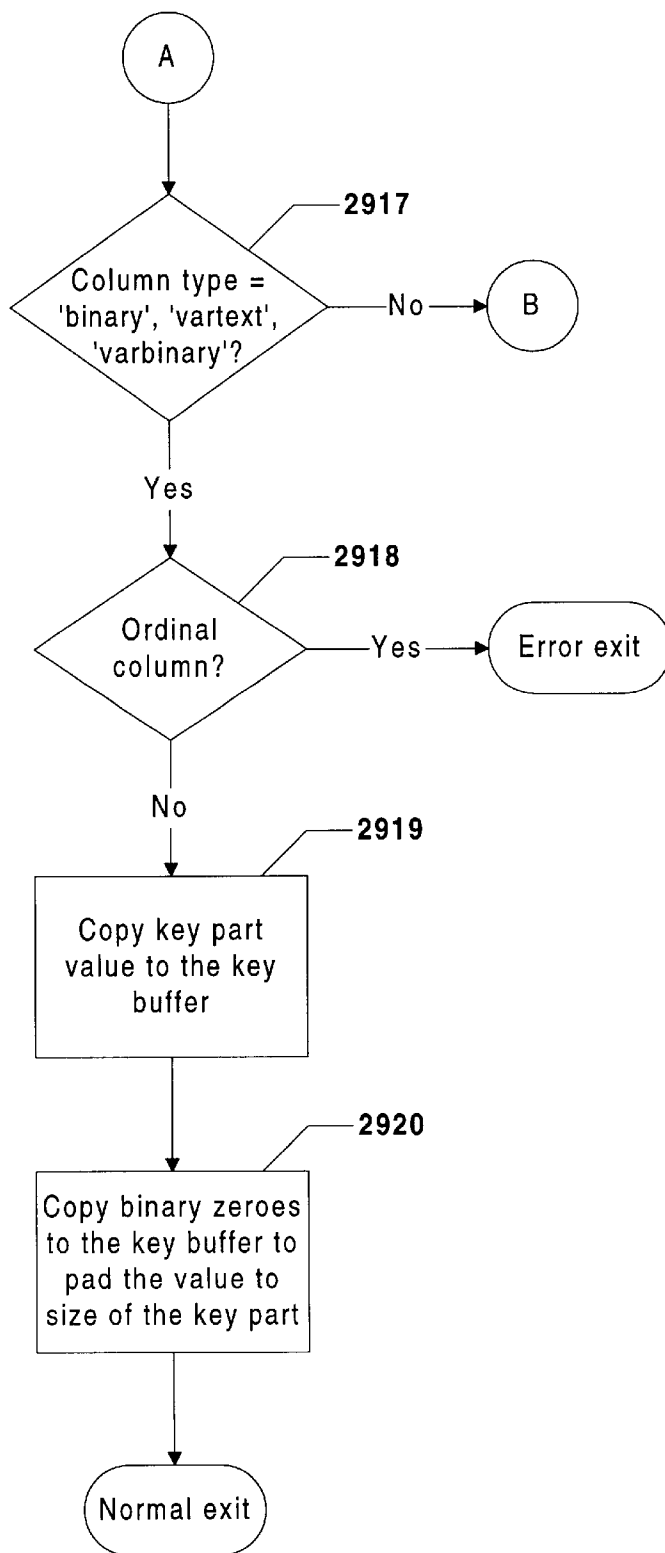 A
2917
Column type =
'binary', 'vartext',
'varbinary'?
No
B
Yes
2918
Ordinal
column?
Yes
Error exit
No
2919
Copy key part
value to the key
buffer
2920
Copy binary zeroes
to the key buffer to
pad the value to
size of the key part
Normal exit